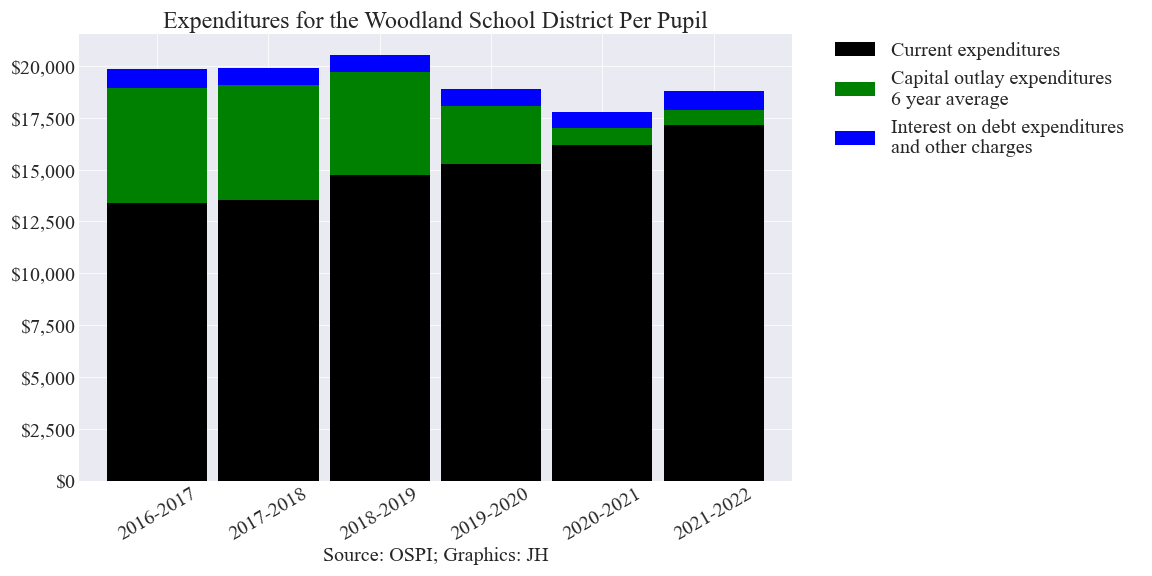 Expenditures for the Woodland School District Per Pupil
$20,000
$17,500
$15,000
$12,500
$10,000
$7,500
$5,000
$2,500
$0
2016-2017
2017-2018
2018-2019
2019-2020
2020-2021
2021-2022
Source: OSPI; Graphics: JH
Current expenditures
Capital outlay expenditures
6 year average
Interest on debt expenditures
and other charges